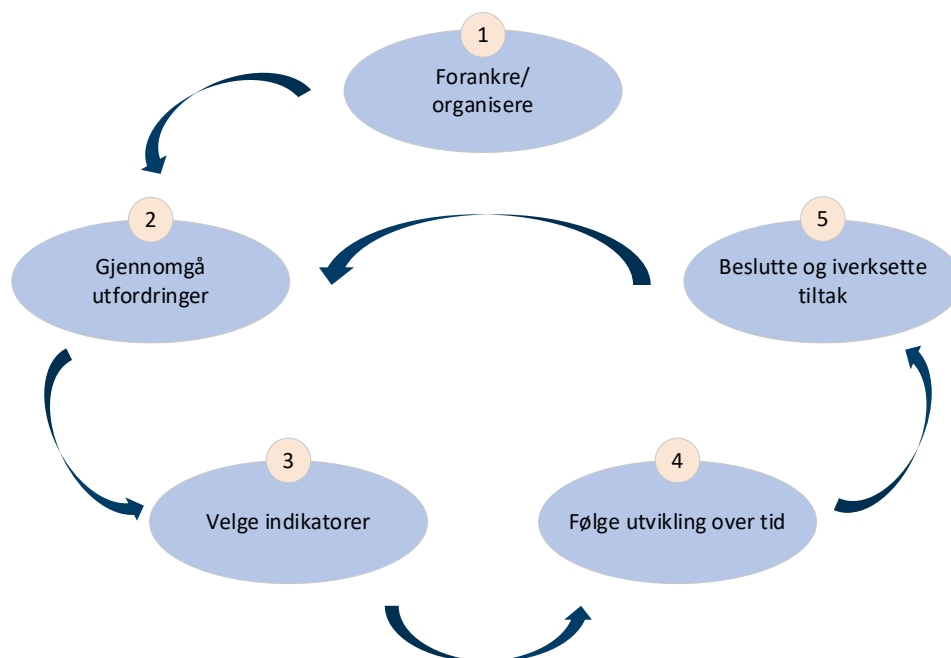 1
Forankre/
organisere
2
Gjennomgå
utfordringer
3
Velge indikatorer
4
Følge utvikling over tid
5
Beslutte og iverksette
tiltak